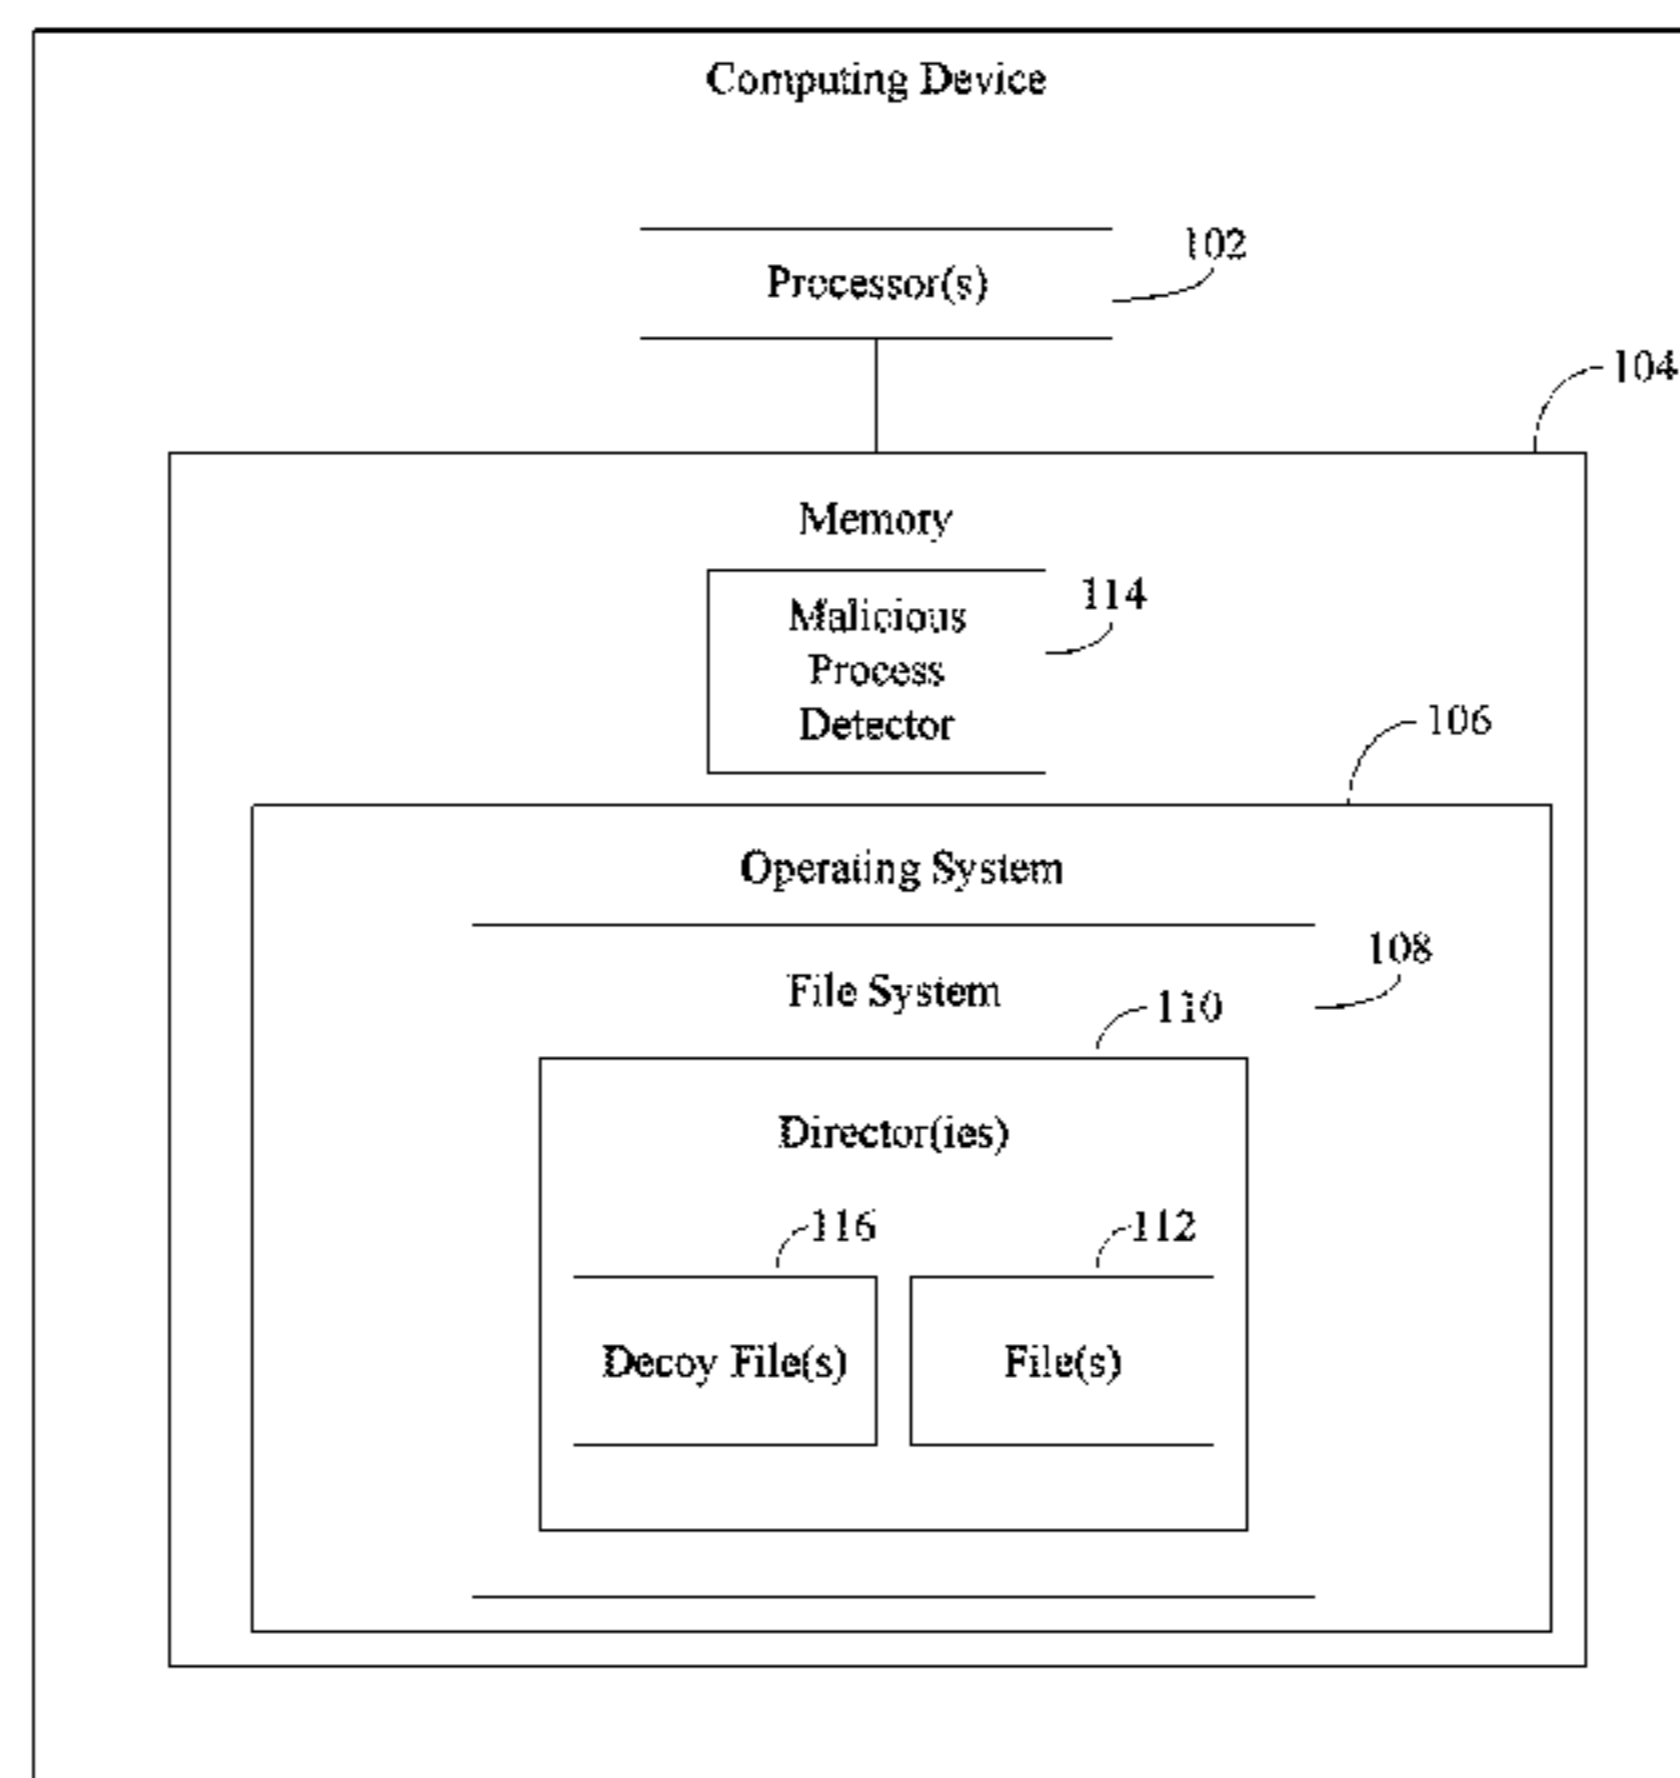 Computing Device
102
Processor(s)
104
Memory
114
Malicious
Process
Detector
106
Operating System
108
File System
110
Director(ies)
116
112
Decoy File(s)
File(s)